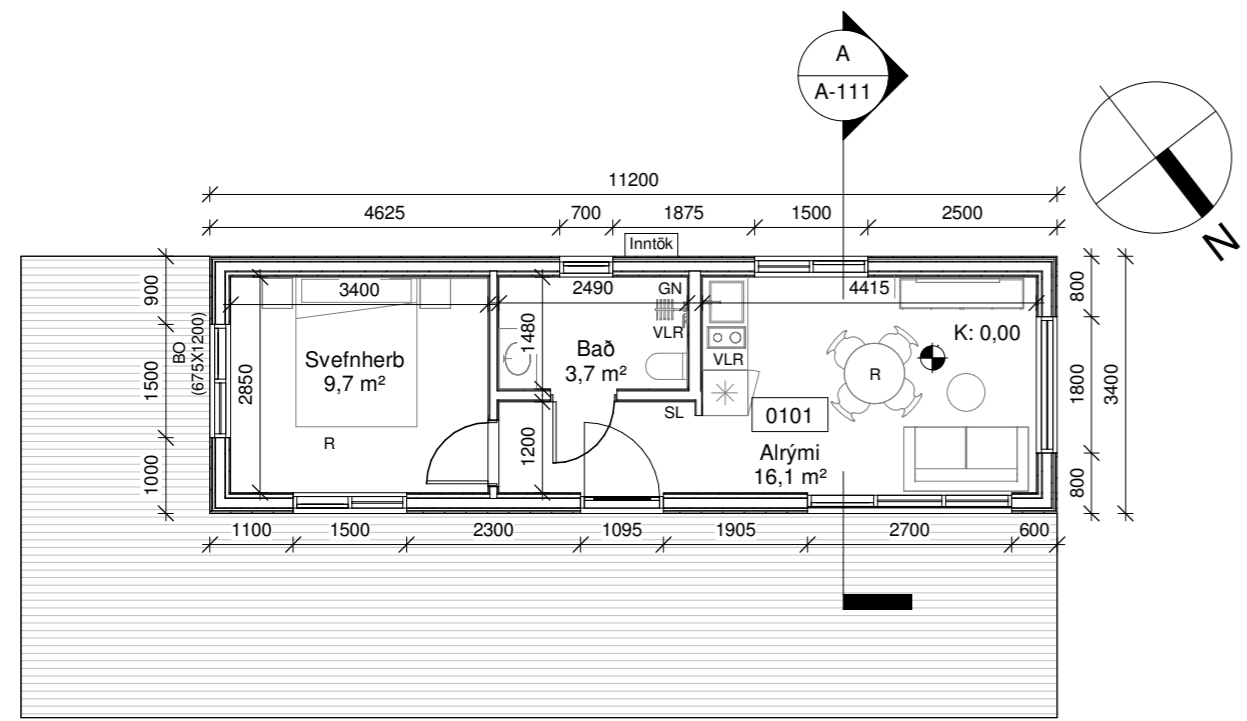 A
A-111
N
11200
4625
700
1875
1500
2500
Inntök
900
1500
1000
BO
(675X1200)
3400
2490
4415
GN
VLR
1480
Bað
3,7 m²
VLR
K: 0,00
R
Svefnherb
9,7 m²
2850
R
1200
SL
0101
Alrými
16,1 m²
800
1800
800
3400
1100
1500
2300
1095
1905
2700
600